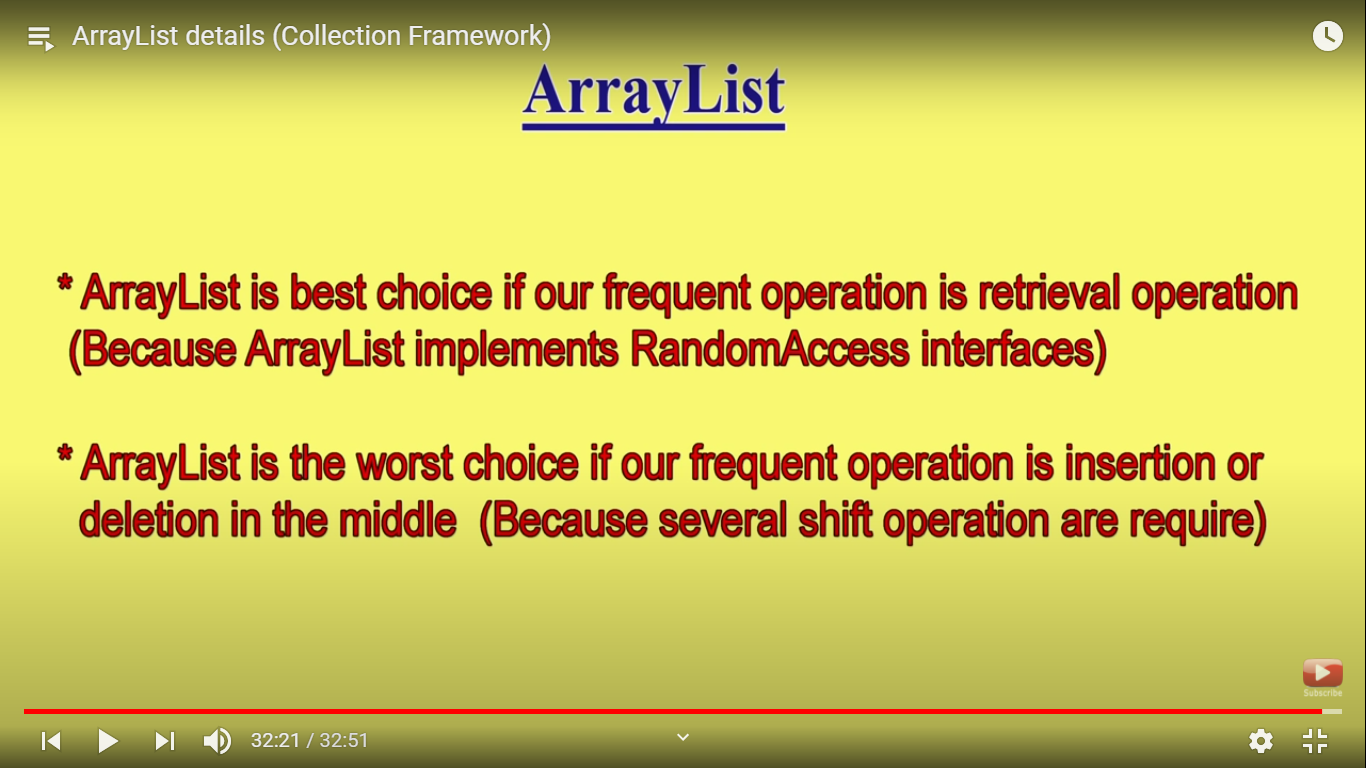 ArrayList details (Collection Framework)
ArrayList
* ArrayList is best choice if our frequent operation is retrieval operation
(Because ArrayList implements RandomAccess interfaces)
* ArrayList is the worst choice if our frequent operation is insertion or
deletion in the middle (Because several shift operation are require)
Subscribe
32:21 / 32:51